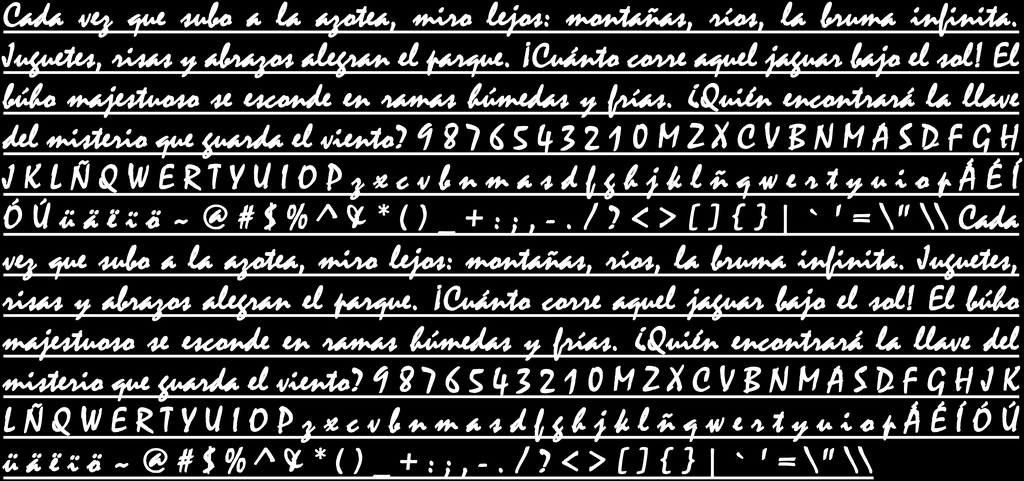 Cada vez que subo a la azotea, miro lejos: montañas, ríos, la bruma infinita.
Juguetes, risas y abrazos alegran el parque. ¡Cuánto corre aquel jaguar bajo el sol! El
búho majestuoso se esconde en ramas húmedas y frías. ¿Quién encontrará la llave
del misterio que guarda el viento? 9 8 7 6 5 4 3 2 1 0 M Z X C V B N M A S D F G H
J K L Ñ Q W E R T Y U I O P z x c v b n m a s d f g h j k l ñ q w e r t y u i o p Á É Í
Ó Ú ü ä ë ï ö ~ @ # $ % ^ & * ( ) _ + : ; , - . / ? < > [ ] { } | ` ' = \" \\ Cada
vez que subo a la azotea, miro lejos: montañas, ríos, la bruma infinita. Juguetes,
risas y abrazos alegran el parque. ¡Cuánto corre aquel jaguar bajo el sol! El búho
majestuoso se esconde en ramas húmedas y frías. ¿Quién encontrará la llave del
misterio que guarda el viento? 9 8 7 6 5 4 3 2 1 0 M Z X C V B N M A S D F G H J K
L Ñ Q W E R T Y U I O P z x c v b n m a s d f g h j k l ñ q w e r t y u i o p Á É Í Ó Ú
ü ä ë ï ö ~ @ # $ % ^ & * ( ) _ + : ; , - . / ? < > [ ] { } | ` ' = \" \\